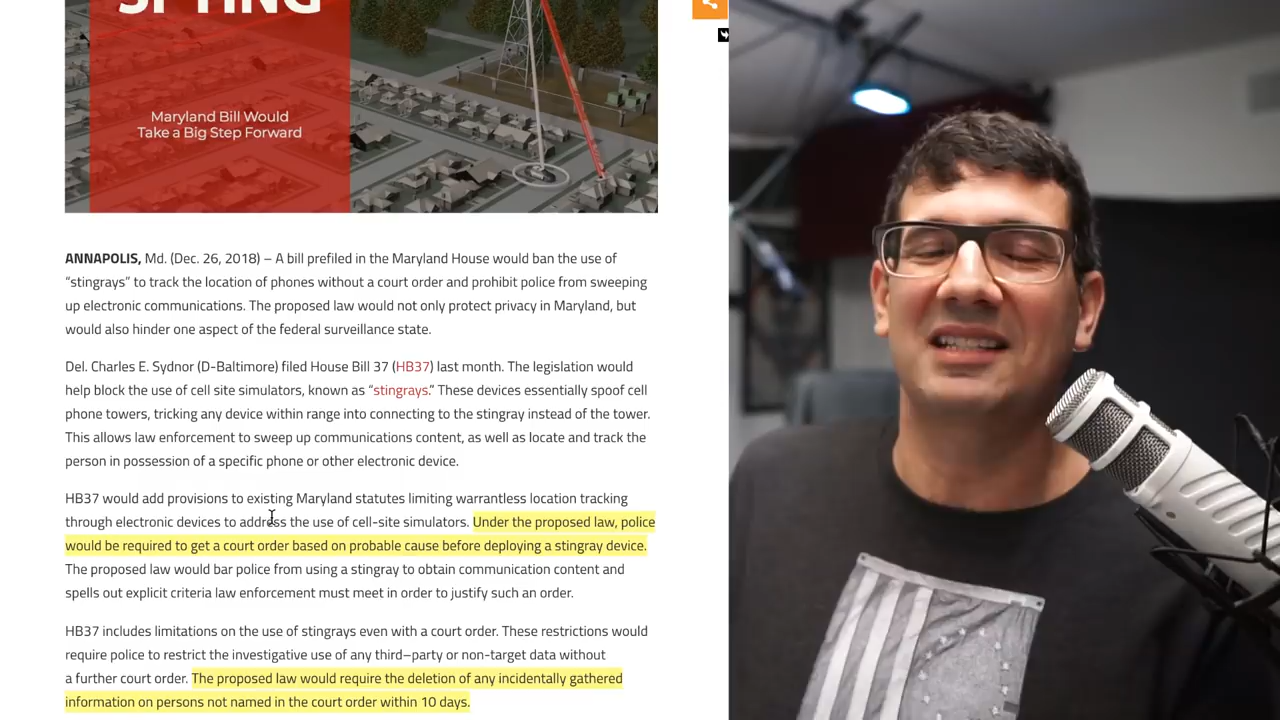 SPYING
Maryland Bill Would
Take a Big Step Forward
ANNAPOLIS, Md. (Dec. 26, 2018) – A bill prefiled in the Maryland House would ban the use of
“stingrays” to track the location of phones without a court order and prohibit police from sweeping
up electronic communications. The proposed law would not only protect privacy in Maryland, but
would also hinder one aspect of the federal surveillance state.
Del. Charles E. Sydnor (D-Baltimore) filed House Bill 37 (HB37) last month. The legislation would
help block the use of cell site simulators, known as “stingrays.” These devices essentially spoof cell
phone towers, tricking any device within range into connecting to the stingray instead of the tower.
This allows law enforcement to sweep up communications content, as well as locate and track the
person in possession of a specific phone or other electronic device.
HB37 would add provisions to existing Maryland statutes limiting warrantless location tracking
through electronic devices to address the use of cell-site simulators. Under the proposed law, police
would be required to get a court order based on probable cause before deploying a stingray device.
The proposed law would bar police from using a stingray to obtain communication content and
spells out explicit criteria law enforcement must meet in order to justify such an order.
HB37 includes limitations on the use of stingrays even with a court order. These restrictions would
require police to restrict the investigative use of any third–party or non-target data without
a further court order. The proposed law would require the deletion of any incidentally gathered
information on persons not named in the court order within 10 days.